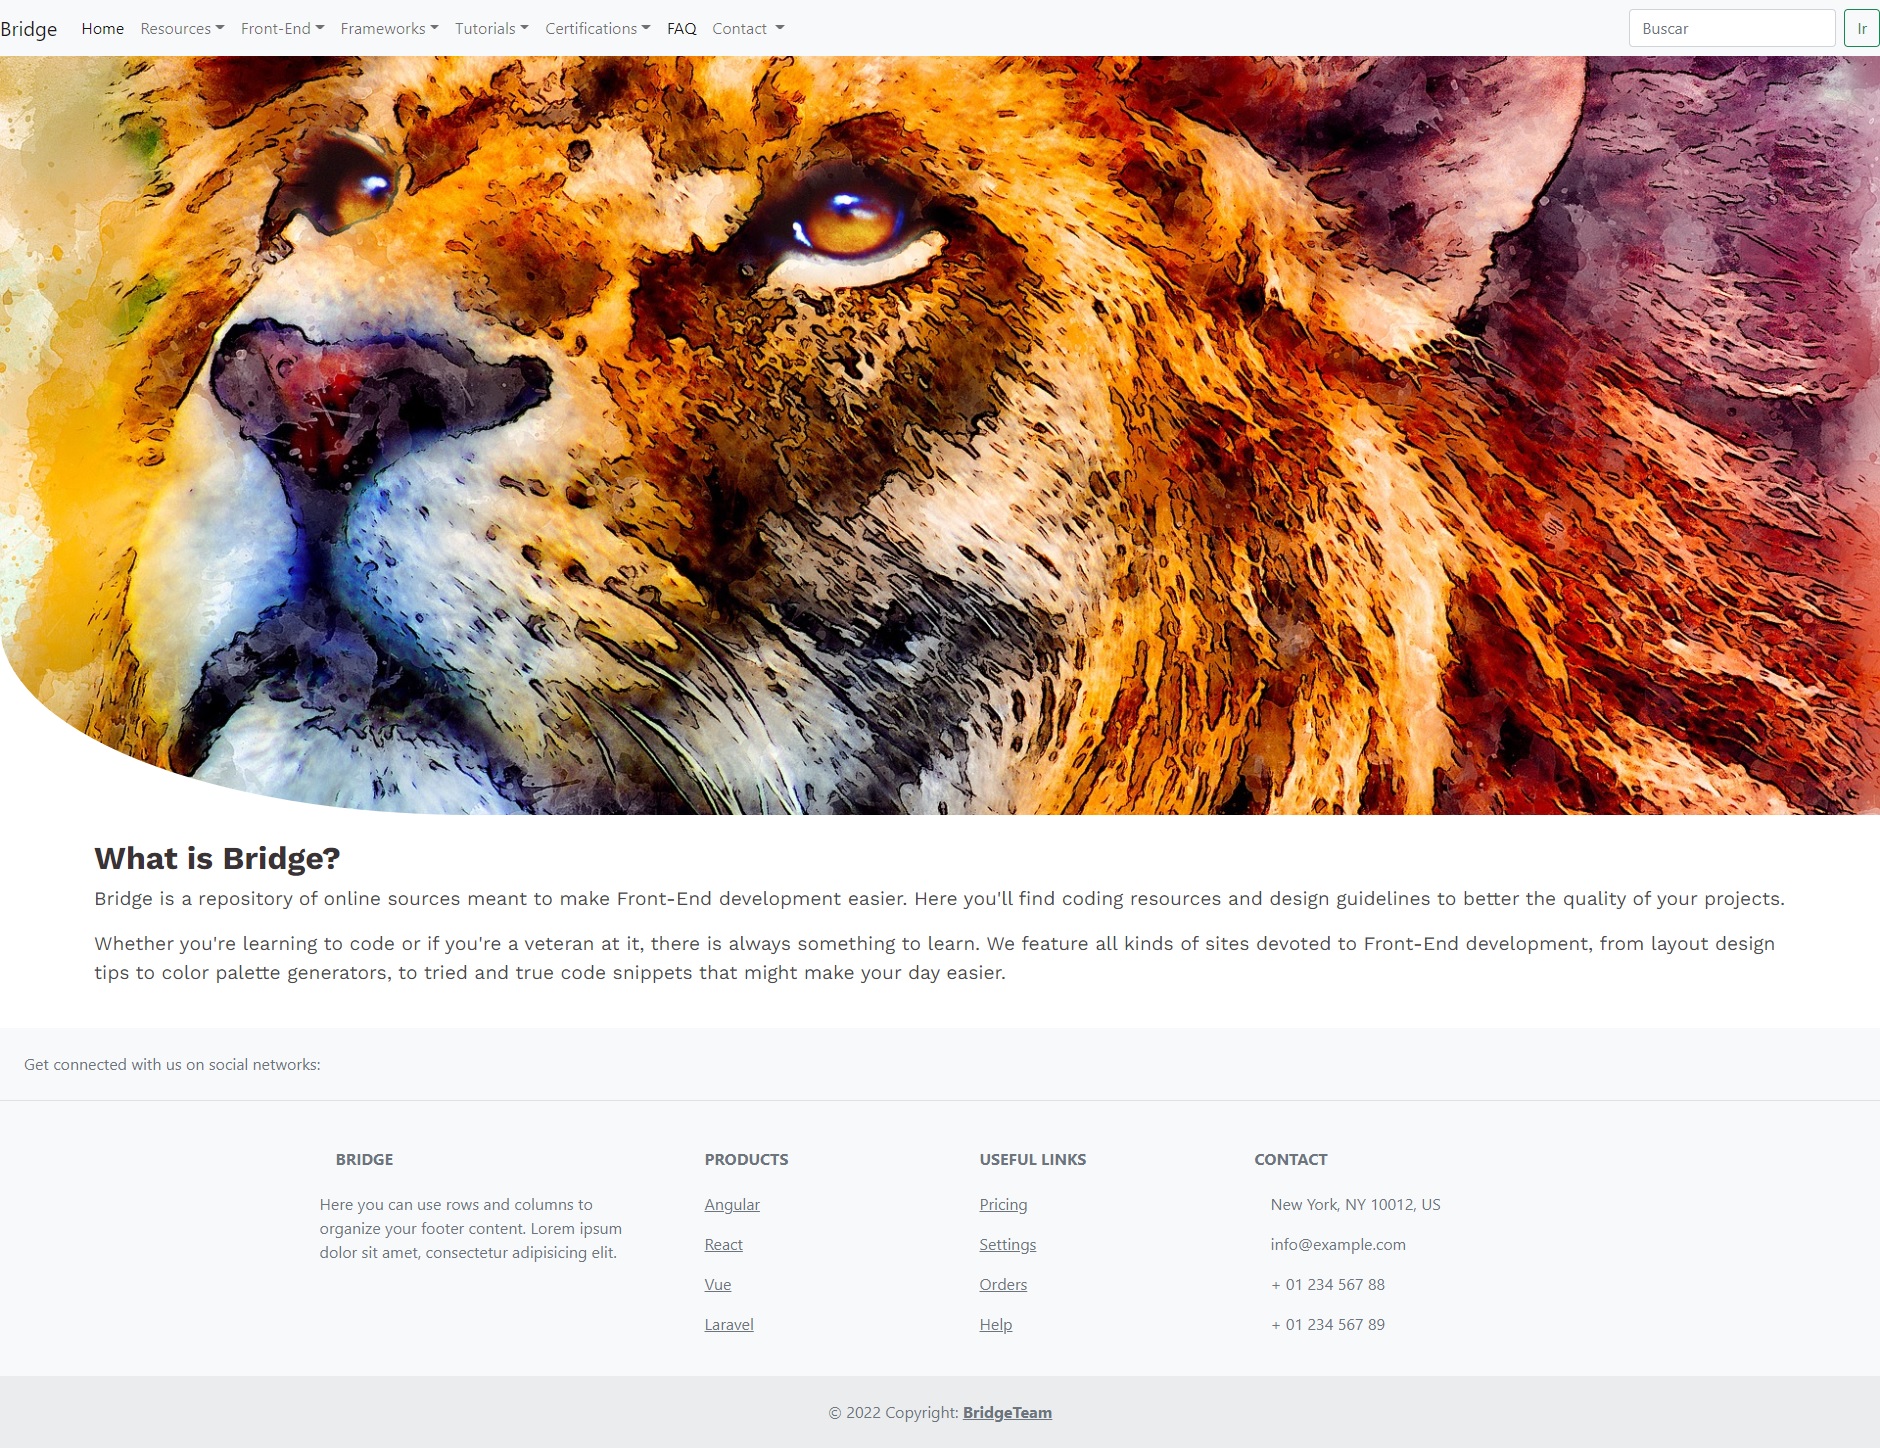 Bridge Home Resources Front-End Frameworks Tutorials Certifications FAQ Contact Buscar Ir
What is Bridge?
Bridge is a repository of online sources meant to make Front-End development easier. Here you'll find coding resources and design guidelines to better the quality of your projects.
Whether you're learning to code or if you're a veteran at it, there is always something to learn. We feature all kinds of sites devoted to Front-End development, from layout design
tips to color palette generators, to tried and true code snippets that might make your day easier.
Get connected with us on social networks:
BRIDGE
Here you can use rows and columns to
organize your footer content. Lorem ipsum
dolor sit amet, consectetur adipisicing elit.
PRODUCTS
Angular
React
Vue
Laravel
USEFUL LINKS
Pricing
Settings
Orders
Help
CONTACT
New York, NY 10012, US
info@example.com
+ 01 234 567 88
+ 01 234 567 89
© 2022 Copyright: BridgeTeam